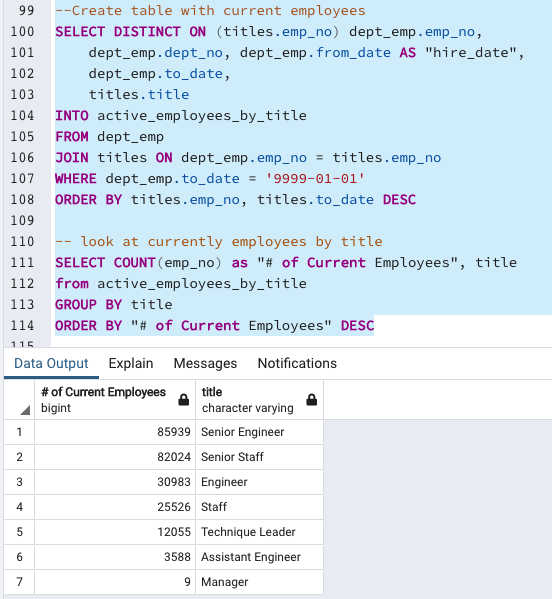 99 --Create table with current employees
100 SELECT DISTINCT ON (titles.emp_no) dept_emp.emp_no,
101 dept_emp.dept_no, dept_emp.from_date AS "hire_date",
102 dept_emp.to_date,
103 titles.title
104 INTO active_employees_by_title
105 FROM dept_emp
106 JOIN titles ON dept_emp.emp_no = titles.emp_no
107 WHERE dept_emp.to_date = '9999-01-01'
108 ORDER BY titles.emp_no, titles.to_date DESC
109
110 -- look at currently employees by title
111 SELECT COUNT(emp_no) as "# of Current Employees", title
112 from active_employees_by_title
113 GROUP BY title
114 ORDER BY "# of Current Employees" DESC
115
Data Output Explain Messages Notifications
# of Current Employees title
bigint character varying
1 85939 Senior Engineer
2 82024 Senior Staff
3 30983 Engineer
4 25526 Staff
5 12055 Technique Leader
6 3588 Assistant Engineer
7 9 Manager